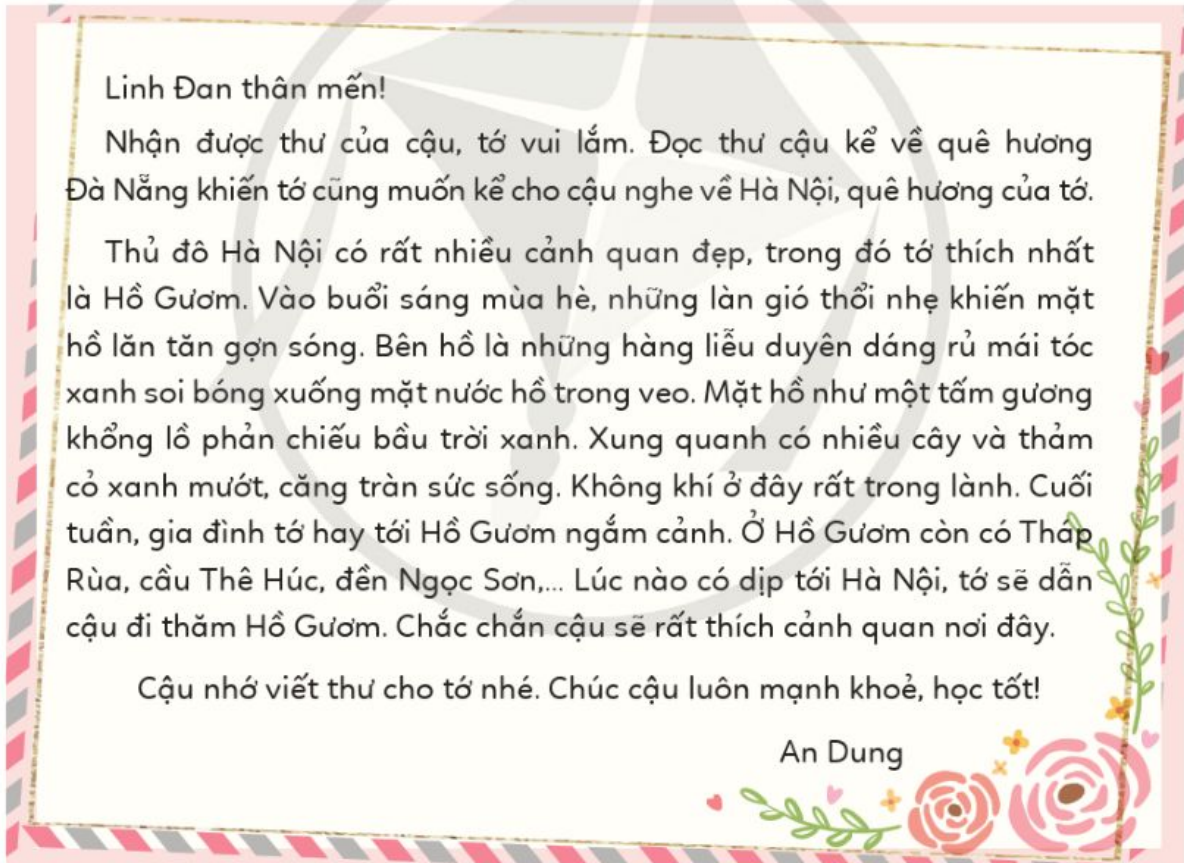 Linh Đan thân mến!
Nhận được thư của cậu, tớ vui lắm. Đọc thư cậu kể về quê hương
Đà Nẵng khiến tớ cũng muốn kể cho cậu nghe về Hà Nội, quê hương của tớ.
Thủ đô Hà Nội có rất nhiều cảnh quan đẹp, trong đó tớ thích nhất
là Hồ Gươm. Vào buổi sáng mùa hè, những làn gió thổi nhẹ khiến mặt
hồ lăn tăn gợn sóng. Bên hồ là những hàng liễu duyên dáng rủ mái tóc
xanh soi bóng xuống mặt nước hồ trong veo. Mặt hồ như một tấm gương
khổng lồ phản chiếu bầu trời xanh. Xung quanh có nhiều cây và thảm
cỏ xanh mướt, căng tràn sức sống. Không khí ở đây rất trong lành. Cuối
tuần, gia đình tớ hay tới Hồ Gươm ngắm cảnh. Ở Hồ Gươm còn có Tháp
Rùa, cầu Thê Húc, đền Ngọc Sơn,... Lúc nào có dịp tới Hà Nội, tớ sẽ dẫn
cậu đi thăm Hồ Gươm. Chắc chắn cậu sẽ rất thích cảnh quan nơi đây.
Cậu nhớ viết thư cho tớ nhé. Chúc cậu luôn mạnh khoẻ, học tốt!
An Dung